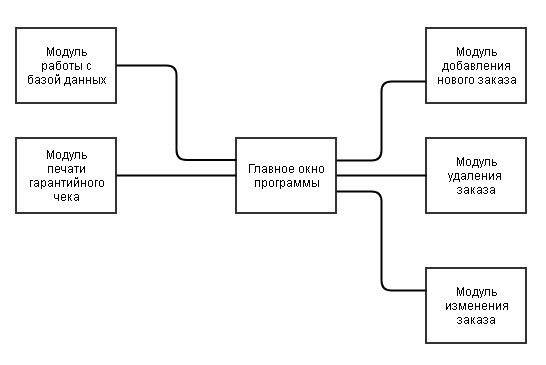 Модуль
работы с
базой данных
Модуль
печати
гарантийного
чека
Главное окно
программы
Модуль
добавления
нового заказа
Модуль
удаления
заказа
Модуль
изменения
заказа